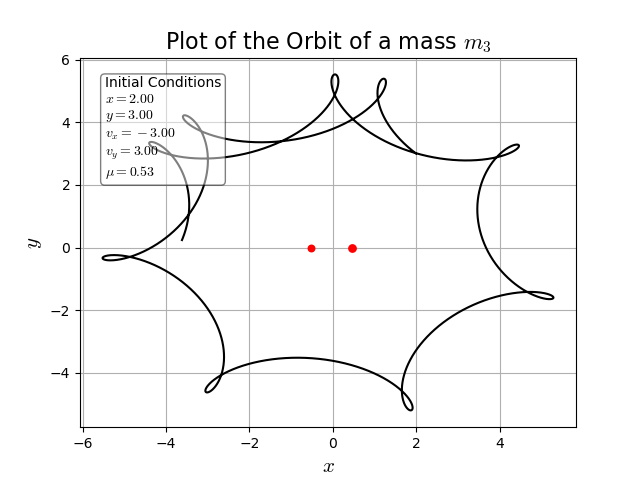 Plot of the Orbit of a mass m₃
6
4
2
0
−2
−4
−6
−4
−2
0
2
4
y
x
Initial Conditions
x = 2.00
y = 3.00
vₓ = −3.00
v_y = 3.00
μ = 0.53